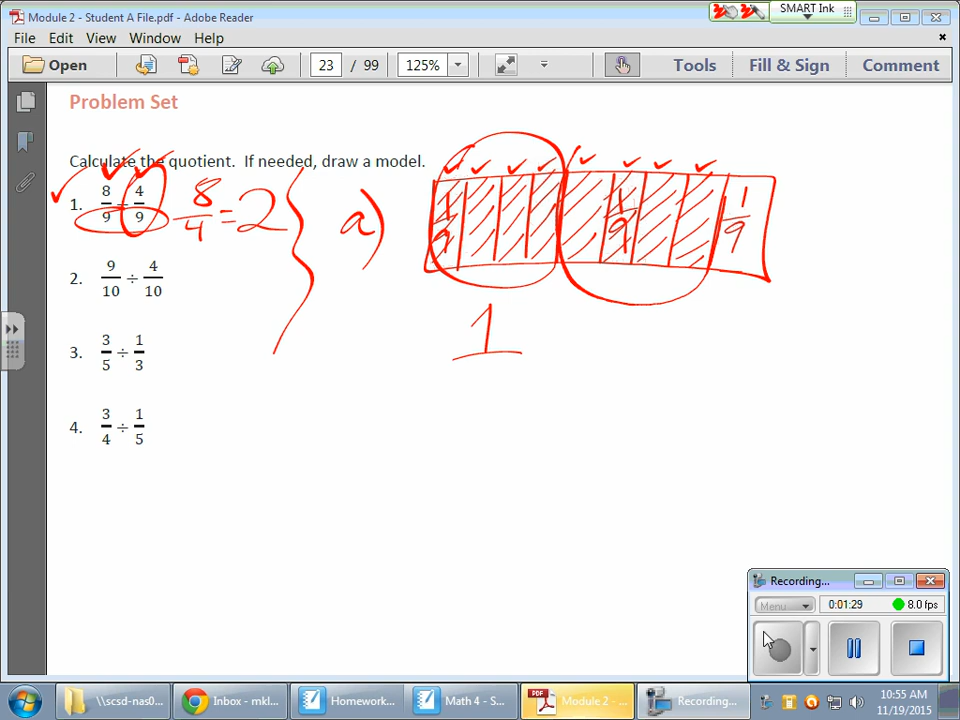 Module 2 - Student A File.pdf - Adobe Reader
SMART Ink
File Edit View Window Help
Open 23 / 99 125% Tools Fill & Sign Comment
Problem Set
Calculate the quotient. If needed, draw a model.
1. 8/9 ÷ 4/9 8/4 = 2 a) 1/9 1/9 1/9
1
2. 9/10 ÷ 4/10
3. 3/5 ÷ 1/3
4. 3/4 ÷ 1/5
Recording...
Menu 0:01:29 8.0 fps
\\scsd-nas0... Inbox - mkl... Homework... Math 4 - S... Module 2 -... Recording... 10:55 AM
11/19/2015